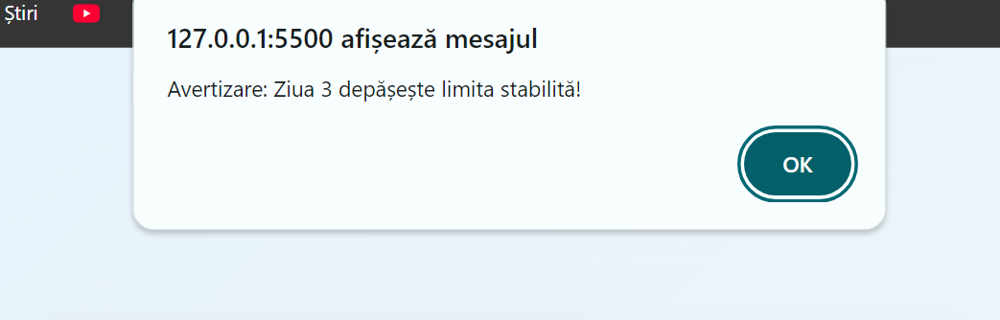 Știri
127.0.0.1:5500 afișează mesajul
Avertizare: Ziua 3 depășește limita stabilită!
OK